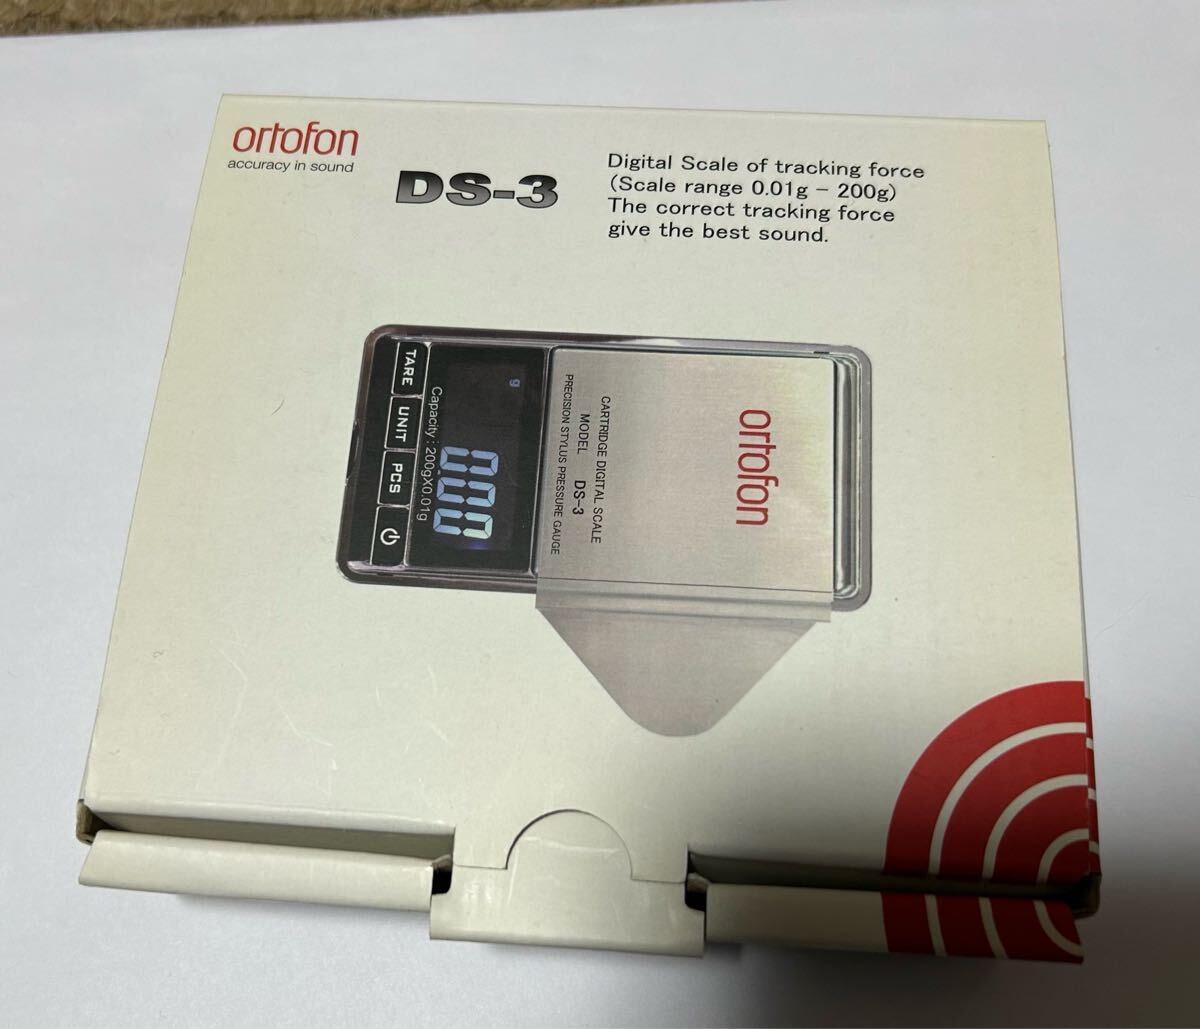 ortofon
accuracy in sound
DS-3
Digital Scale of tracking force
(Scale range 0.01g - 200g)
The correct tracking force
give the best sound.
TARE
UNIT
PCS
g
0.00
Capacity : 200gX0.01g
ortofon
CARTRIDGE DIGITAL SCALE
MODEL DS-3
PRECISION STYLUS PRESSURE GAUGE